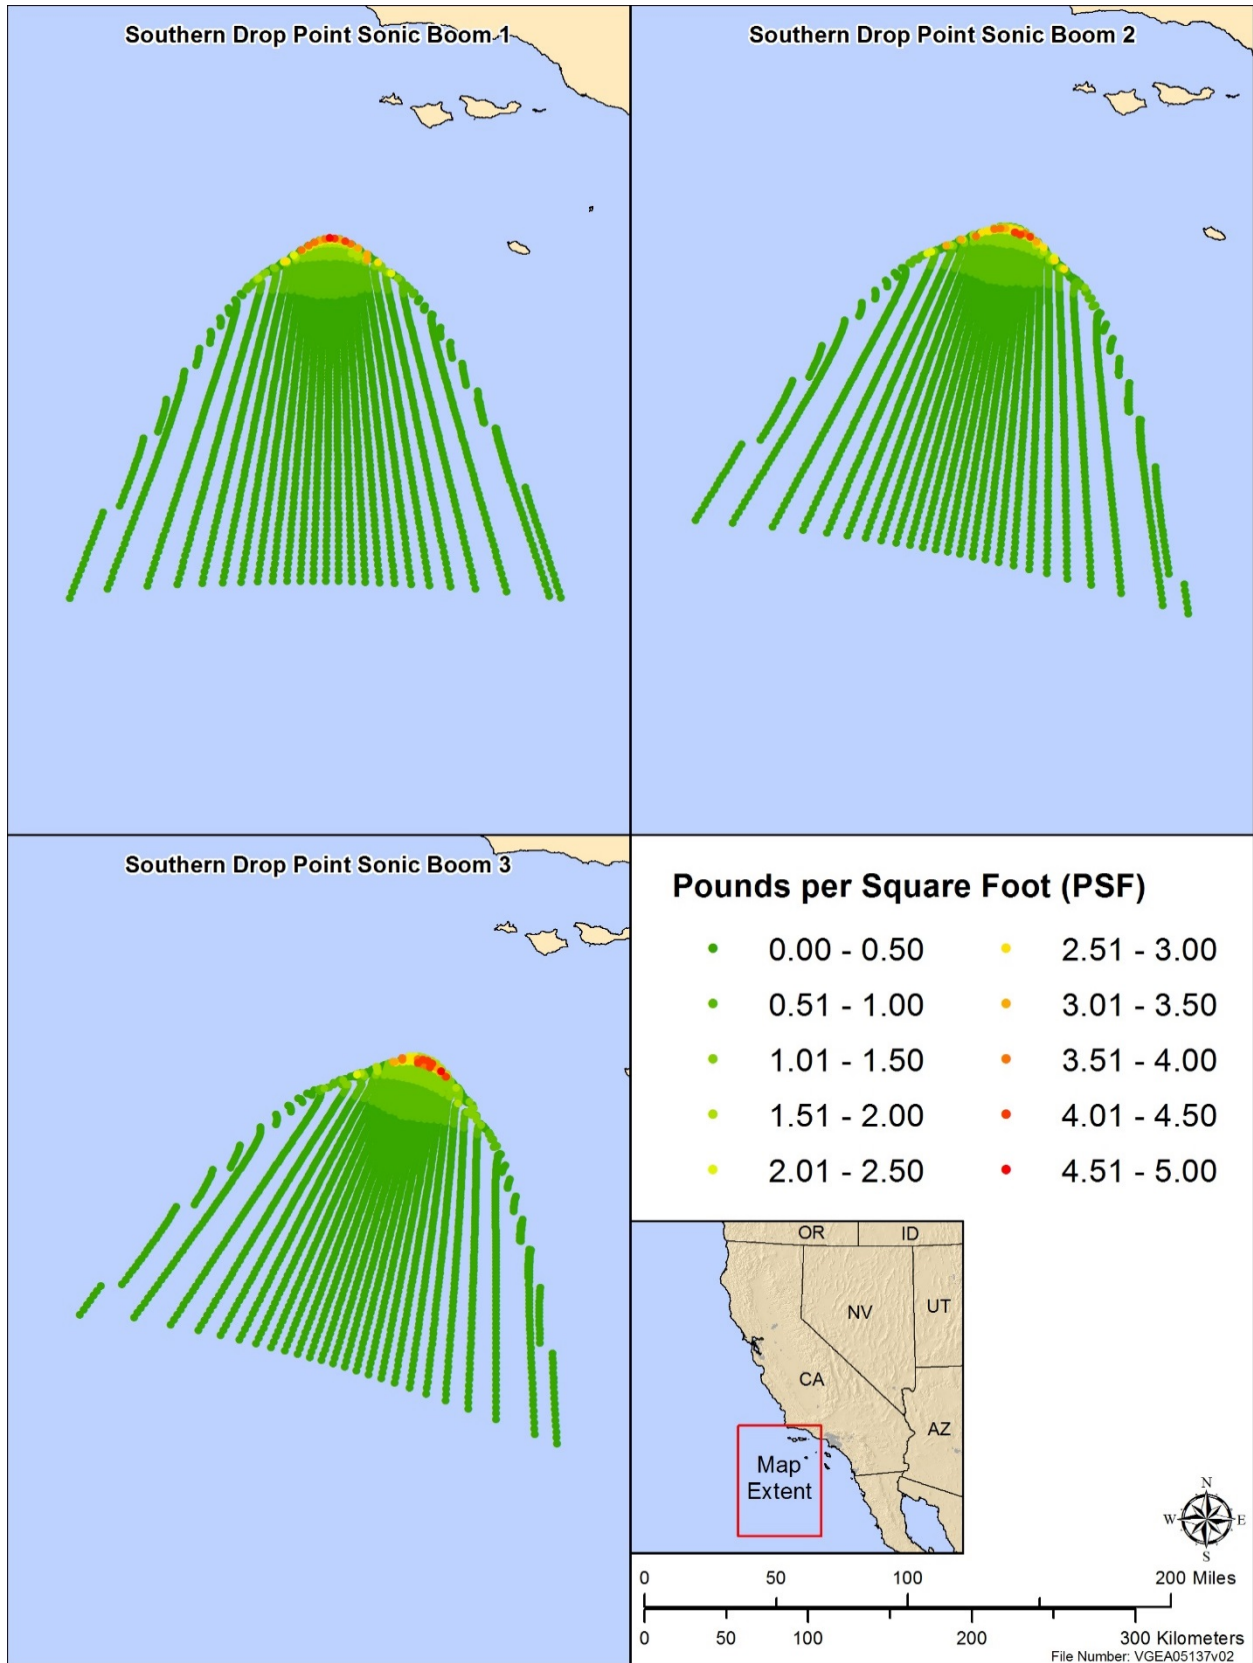 Southern Drop Point Sonic Boom 1
Southern Drop Point Sonic Boom 2
Southern Drop Point Sonic Boom 3
Pounds per Square Foot (PSF)
0.00 - 0.50
0.51 - 1.00
1.01 - 1.50
1.51 - 2.00
2.01 - 2.50
2.51 - 3.00
3.01 - 3.50
3.51 - 4.00
4.01 - 4.50
4.51 - 5.00
OR
ID
NV
UT
CA
AZ
Map
Extent
N
W
E
S
0 50 100 200 Miles
0 50 100 200 300 Kilometers
File Number: VGEA05137v02